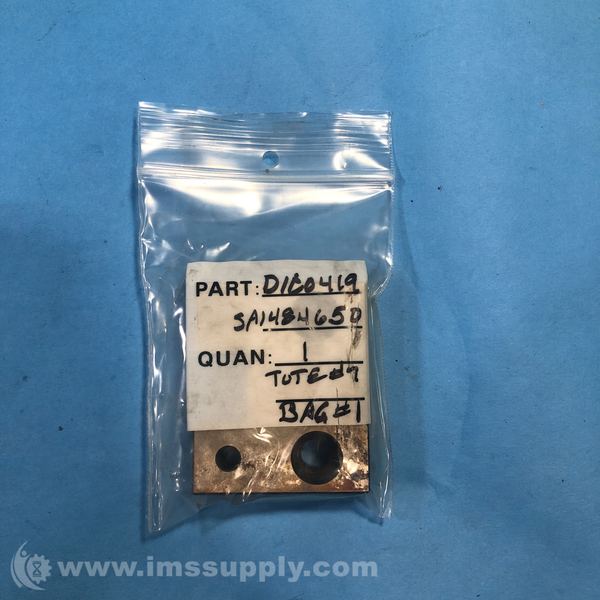 PART: D1C0419
SA1484650
QUAN: 1
TOTE #7
BAG #1
www.imssupply.com